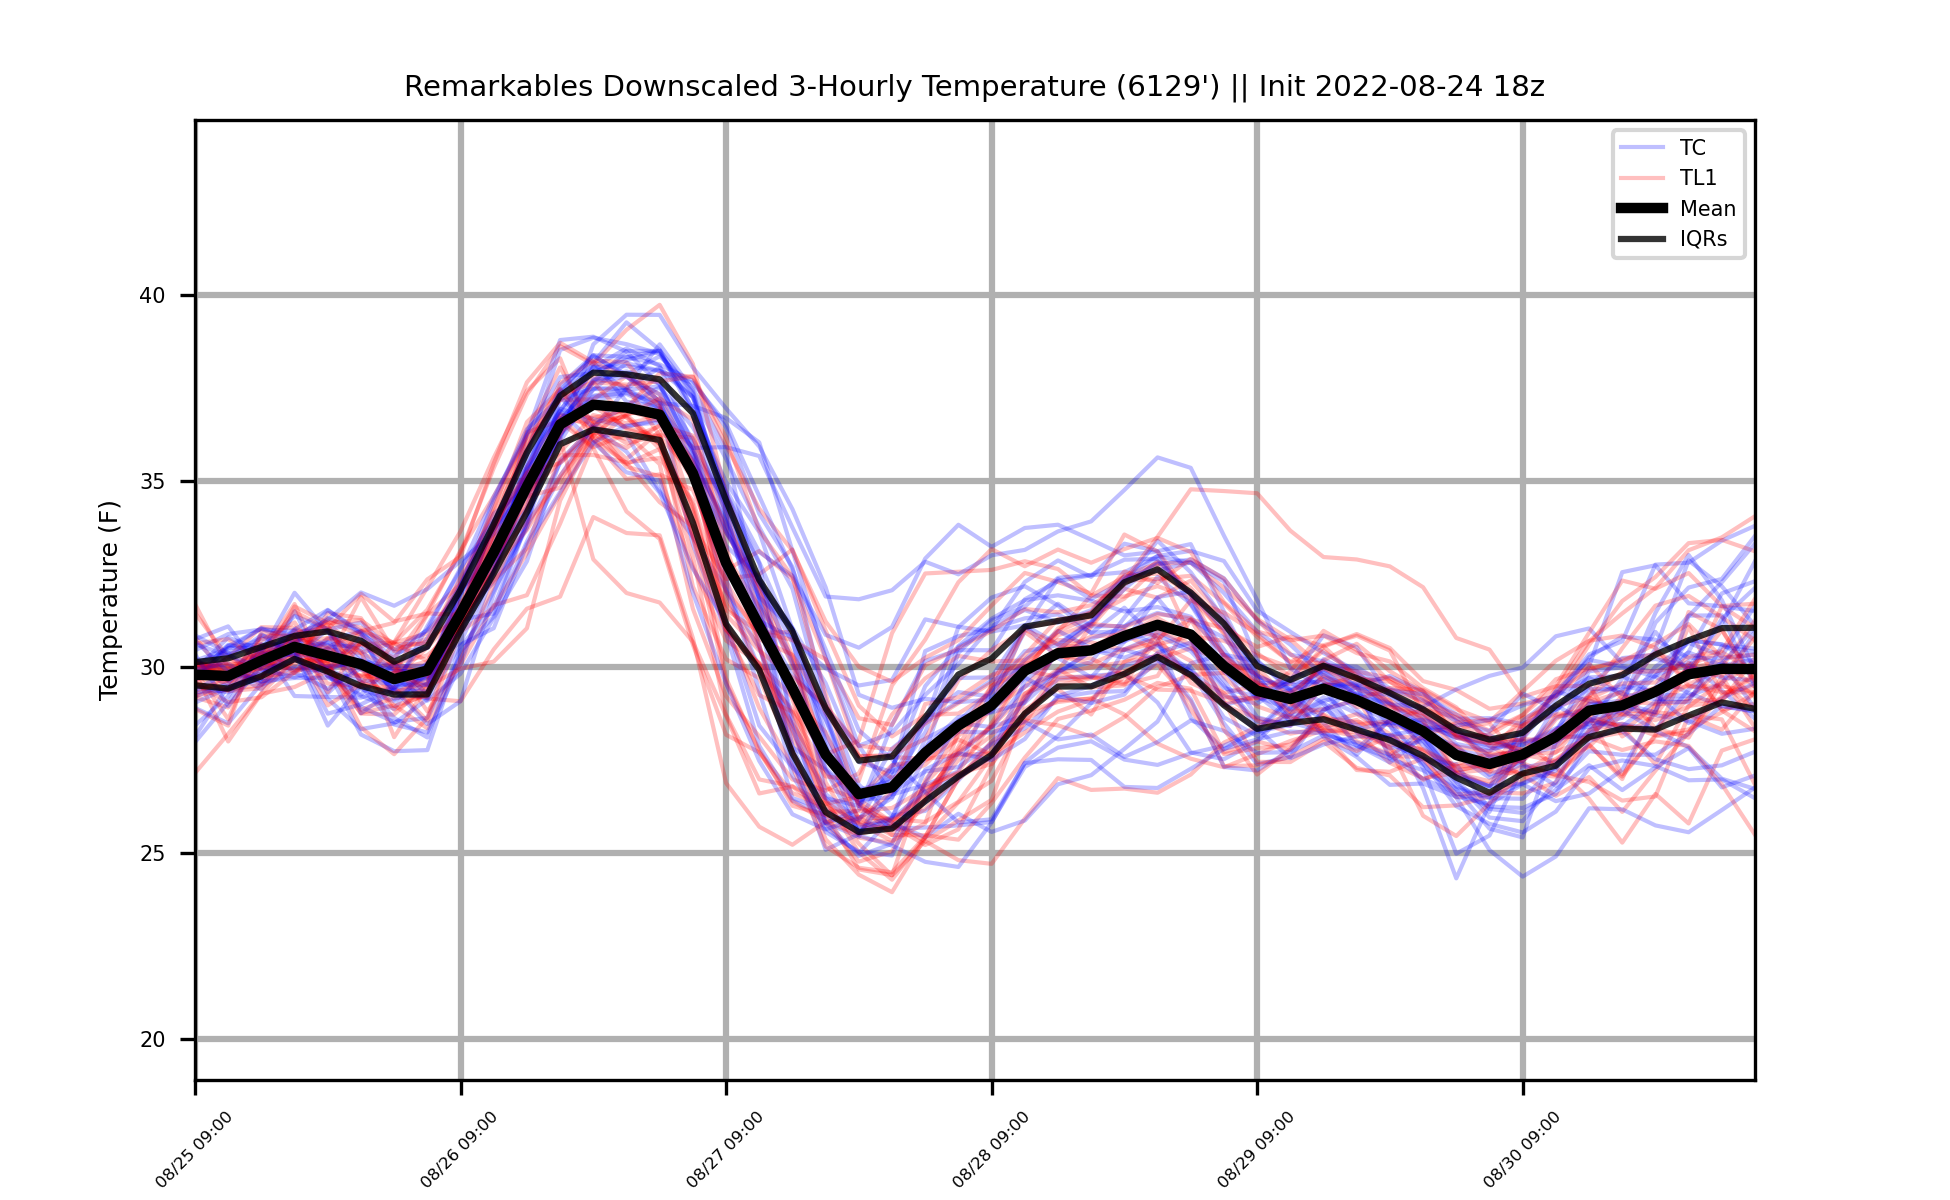 Remarkables Downscaled 3-Hourly Temperature (6129') || Init 2022-08-24 18z
TC
TL1
Mean
IQRs
Temperature (F)
40
35
30
25
20
08/25 09:00
08/26 09:00
08/27 09:00
08/28 09:00
08/29 09:00
08/30 09:00